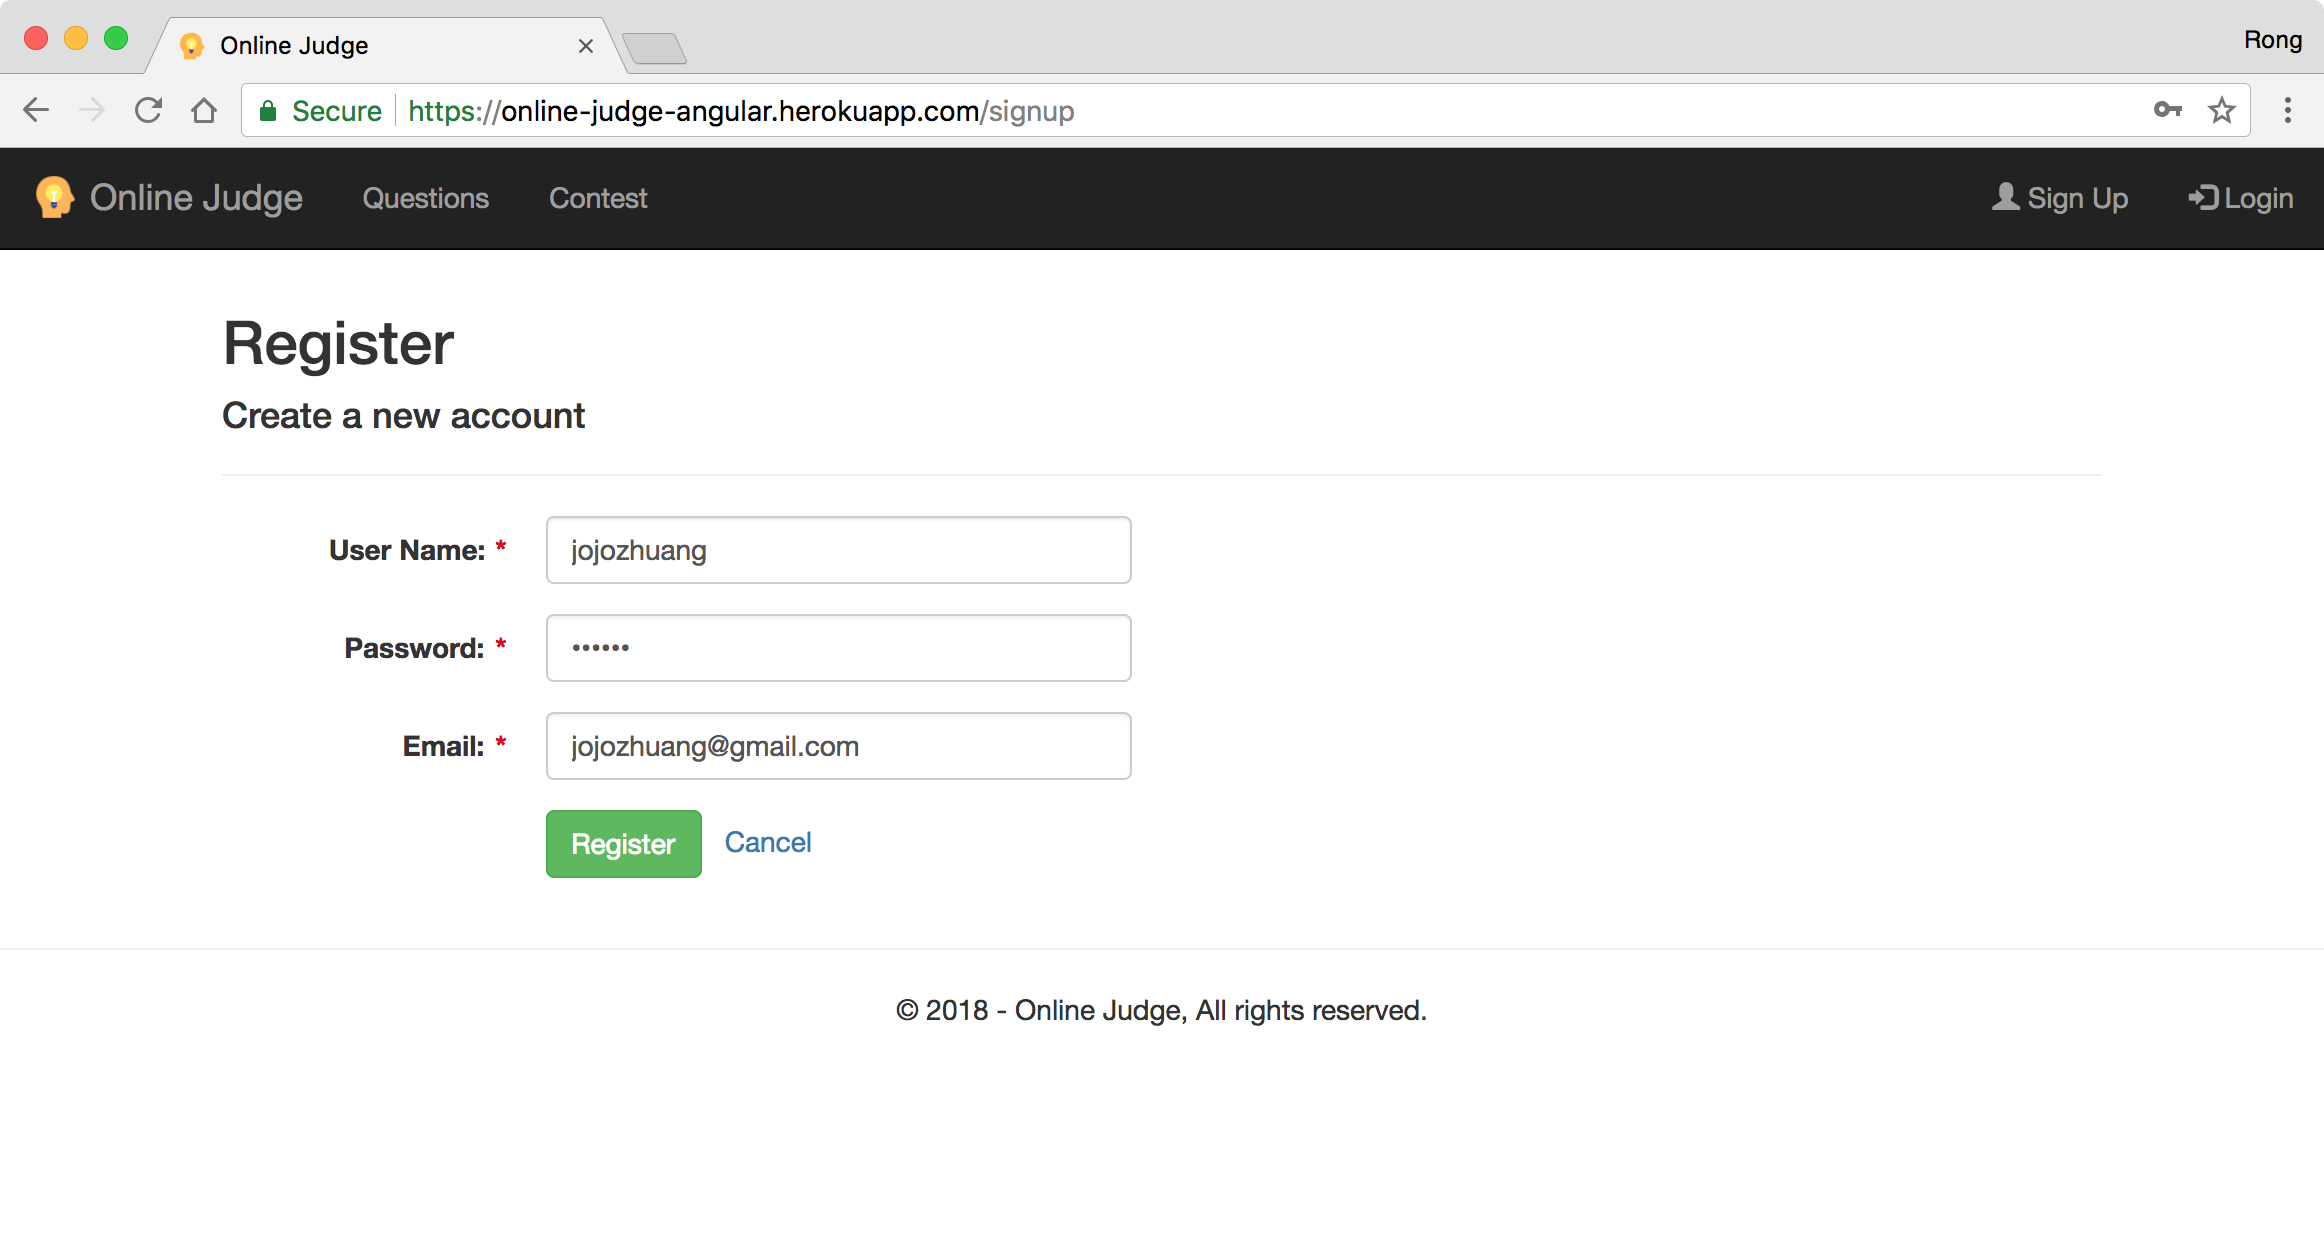 Online Judge
Rong
Secure https://online-judge-angular.herokuapp.com/signup
Online Judge Questions Contest Sign Up Login
Register
Create a new account
User Name: * jojozhuang
Password: * ••••••
Email: * jojozhuang@gmail.com
Register Cancel
© 2018 - Online Judge, All rights reserved.